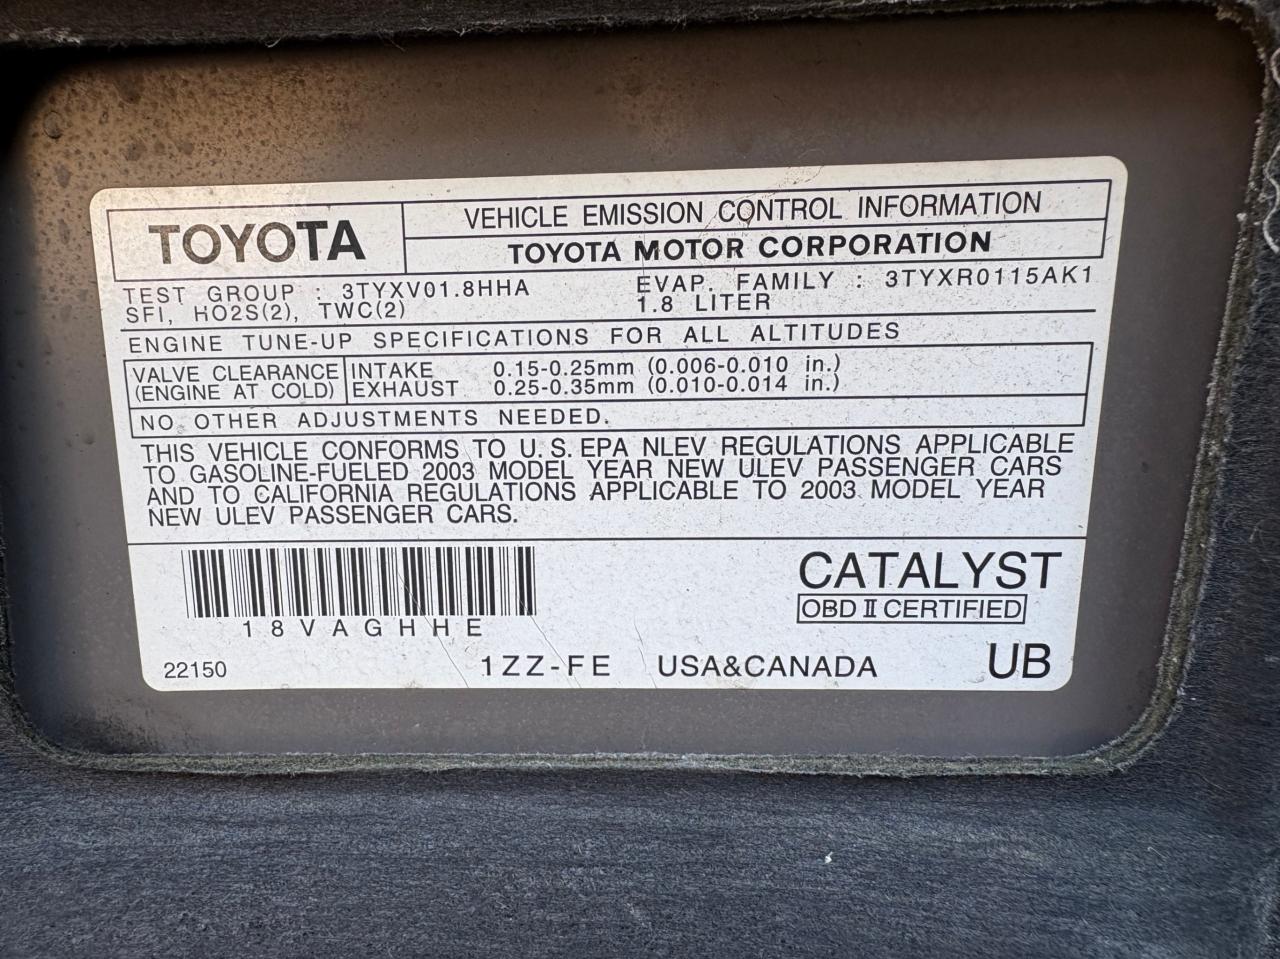 TOYOTA
VEHICLE EMISSION CONTROL INFORMATION
TOYOTA MOTOR CORPORATION
TEST GROUP : 3TYXV01.8HHA EVAP. FAMILY : 3TYXR0115AK1
SFI, HO2S(2), TWC(2) 1.8 LITER
ENGINE TUNE-UP SPECIFICATIONS FOR ALL ALTITUDES
VALVE CLEARANCE INTAKE 0.15-0.25mm (0.006-0.010 in.)
(ENGINE AT COLD) EXHAUST 0.25-0.35mm (0.010-0.014 in.)
NO OTHER ADJUSTMENTS NEEDED.
THIS VEHICLE CONFORMS TO U.S. EPA NLEV REGULATIONS APPLICABLE
TO GASOLINE-FUELED 2003 MODEL YEAR NEW ULEV PASSENGER CARS
AND TO CALIFORNIA REGULATIONS APPLICABLE TO 2003 MODEL YEAR
NEW ULEV PASSENGER CARS.
CATALYST
OBD II CERTIFIED
18VAGHHE
22150 1ZZ-FE USA&CANADA UB